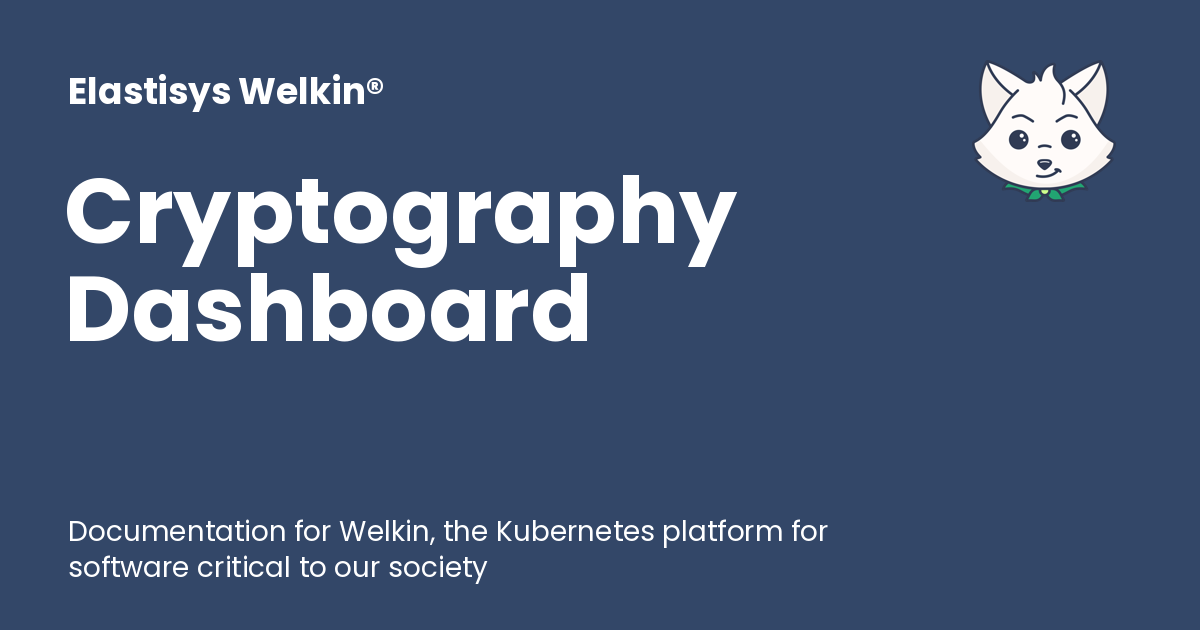 Elastisys Welkin®
Cryptography
Dashboard
Documentation for Welkin, the Kubernetes platform for
software critical to our society